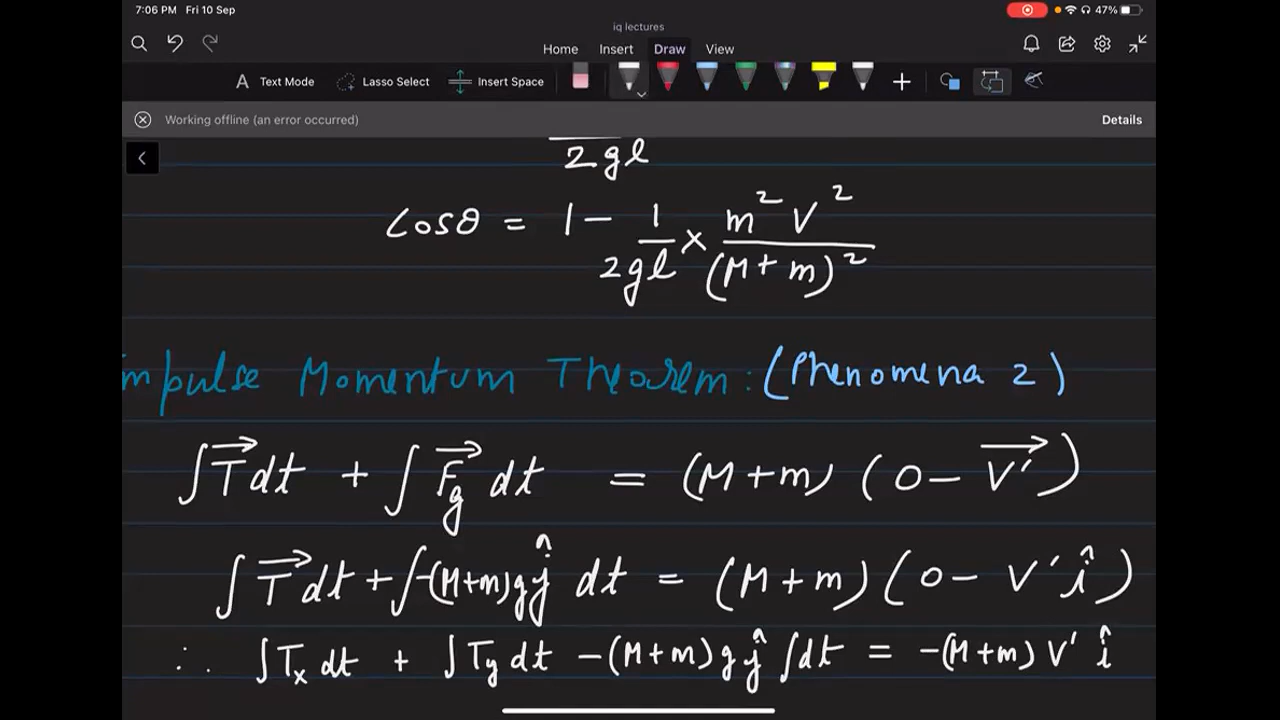 7:06 PM Fri 10 Sep 47%
iq lectures
Home Insert Draw View
Text Mode Lasso Select Insert Space
Working offline (an error occurred) Details
2gl
Cosθ = 1 - 1/2gl × m²V²/(M+m)²
mpulse Momentum Theorem: (Phenomena 2)
∫T⃗dt + ∫F⃗g dt = (M+m) (0 - V⃗')
∫T⃗dt + ∫-(M+m)gĵ dt = (M+m) (0 - V'î)
∴ ∫Tx dt + ∫Ty dt - (M+m)gĵ ∫dt = -(M+m) V' î